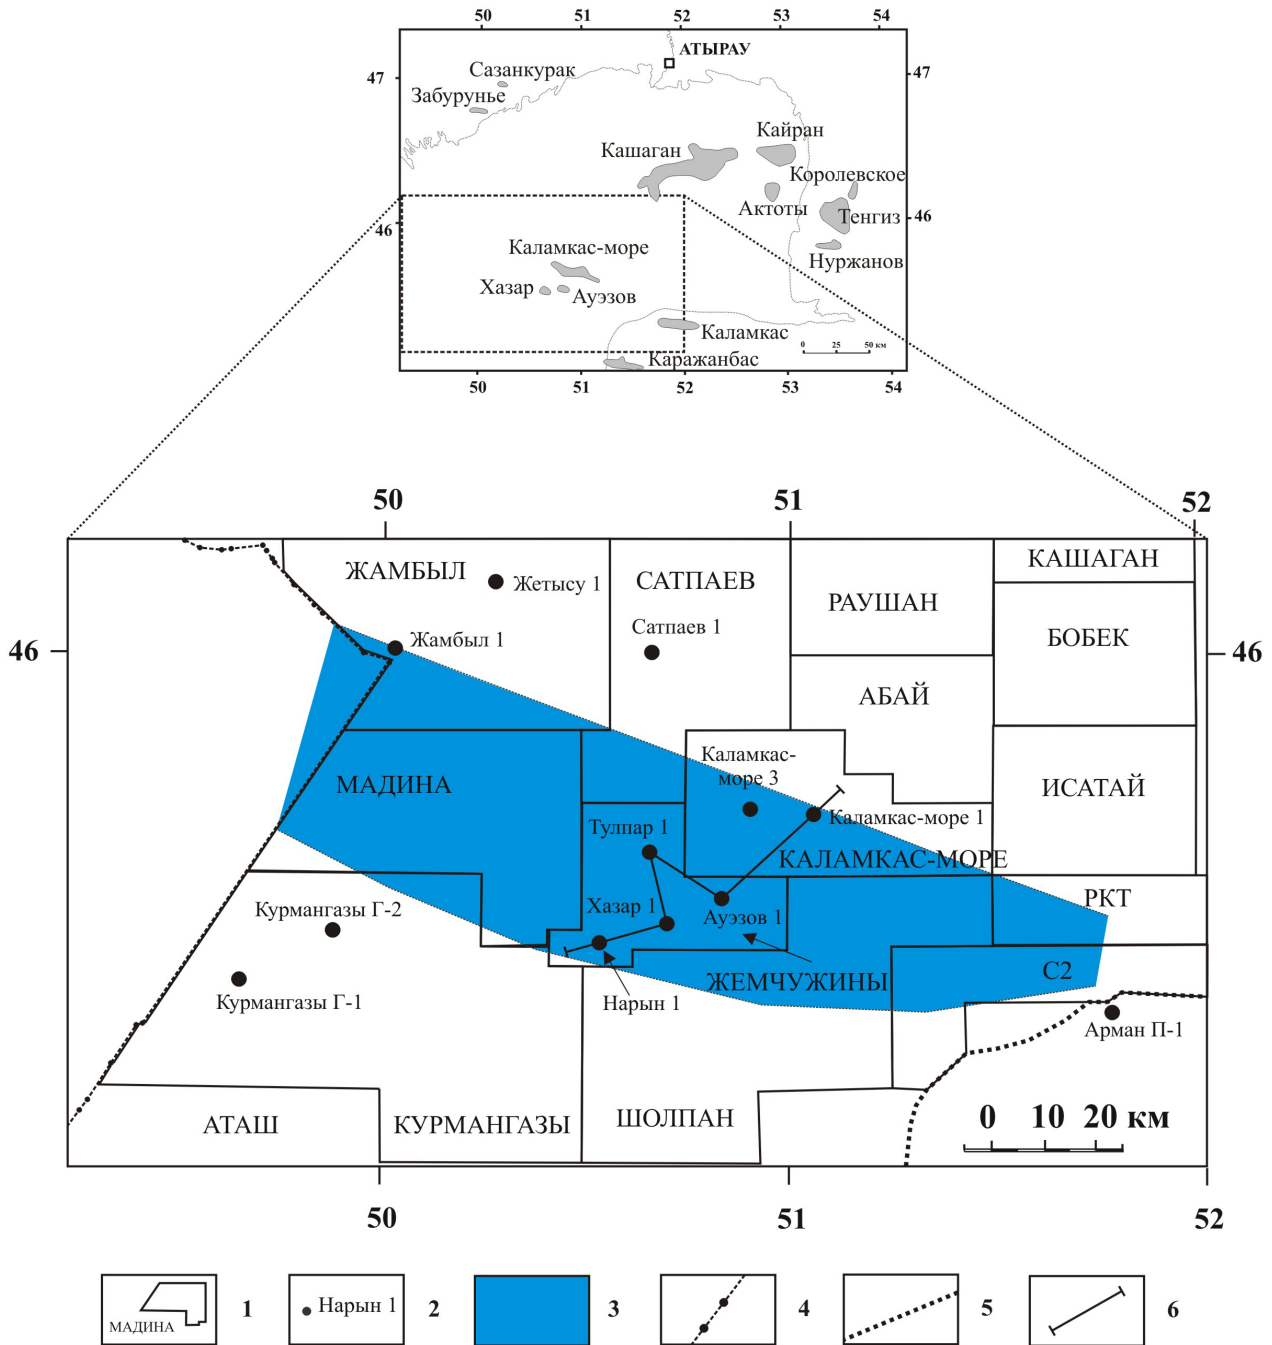 50 51 52 53 54
АТЫРАУ
47 47
Сазанкурак
Забурунье
Кайран
Кашаган
Королевское
Актоты
Тенгиз
46 46
Каламкас-море
Нуржанов
Хазар
Ауэзов
Каламкас
0 25 50 км
Каражанбас
50 51 52 53 54
50 51 52
КАШАГАН
ЖАМБЫЛ
Жетысу 1
САТПАЕВ
РАУШАН
Сатпаев 1
БОБЕК
Жамбыл 1
46 46
АБАЙ
Каламкас-
море 3
МАДИНА
ИСАТАЙ
Тулпар 1
Каламкас-море 1
КАЛАМКАС-МОРЕ
РКТ
Хазар 1
Курмангазы Г-2
Ауэзов 1
С2
ЖЕМЧУЖИНЫ
Курмангазы Г-1
Нарын 1
Арман П-1
АТАШ
КУРМАНГАЗЫ
ШОЛПАН
0 10 20 км
50 51 52
МАДИНА
1
Нарын 1
2
3
4
5
6